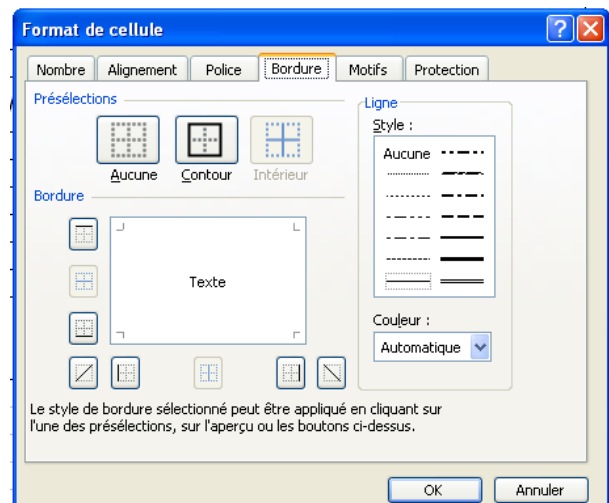 Format de cellule
Nombre Alignement Police Bordure Motifs Protection
Présélections
Aucune Contour Intérieur
Bordure
Texte
Ligne
Style :
Aucune
Couleur :
Automatique
Le style de bordure sélectionné peut être appliqué en cliquant sur
l'une des présélections, sur l'aperçu ou les boutons ci-dessus.
OK Annuler